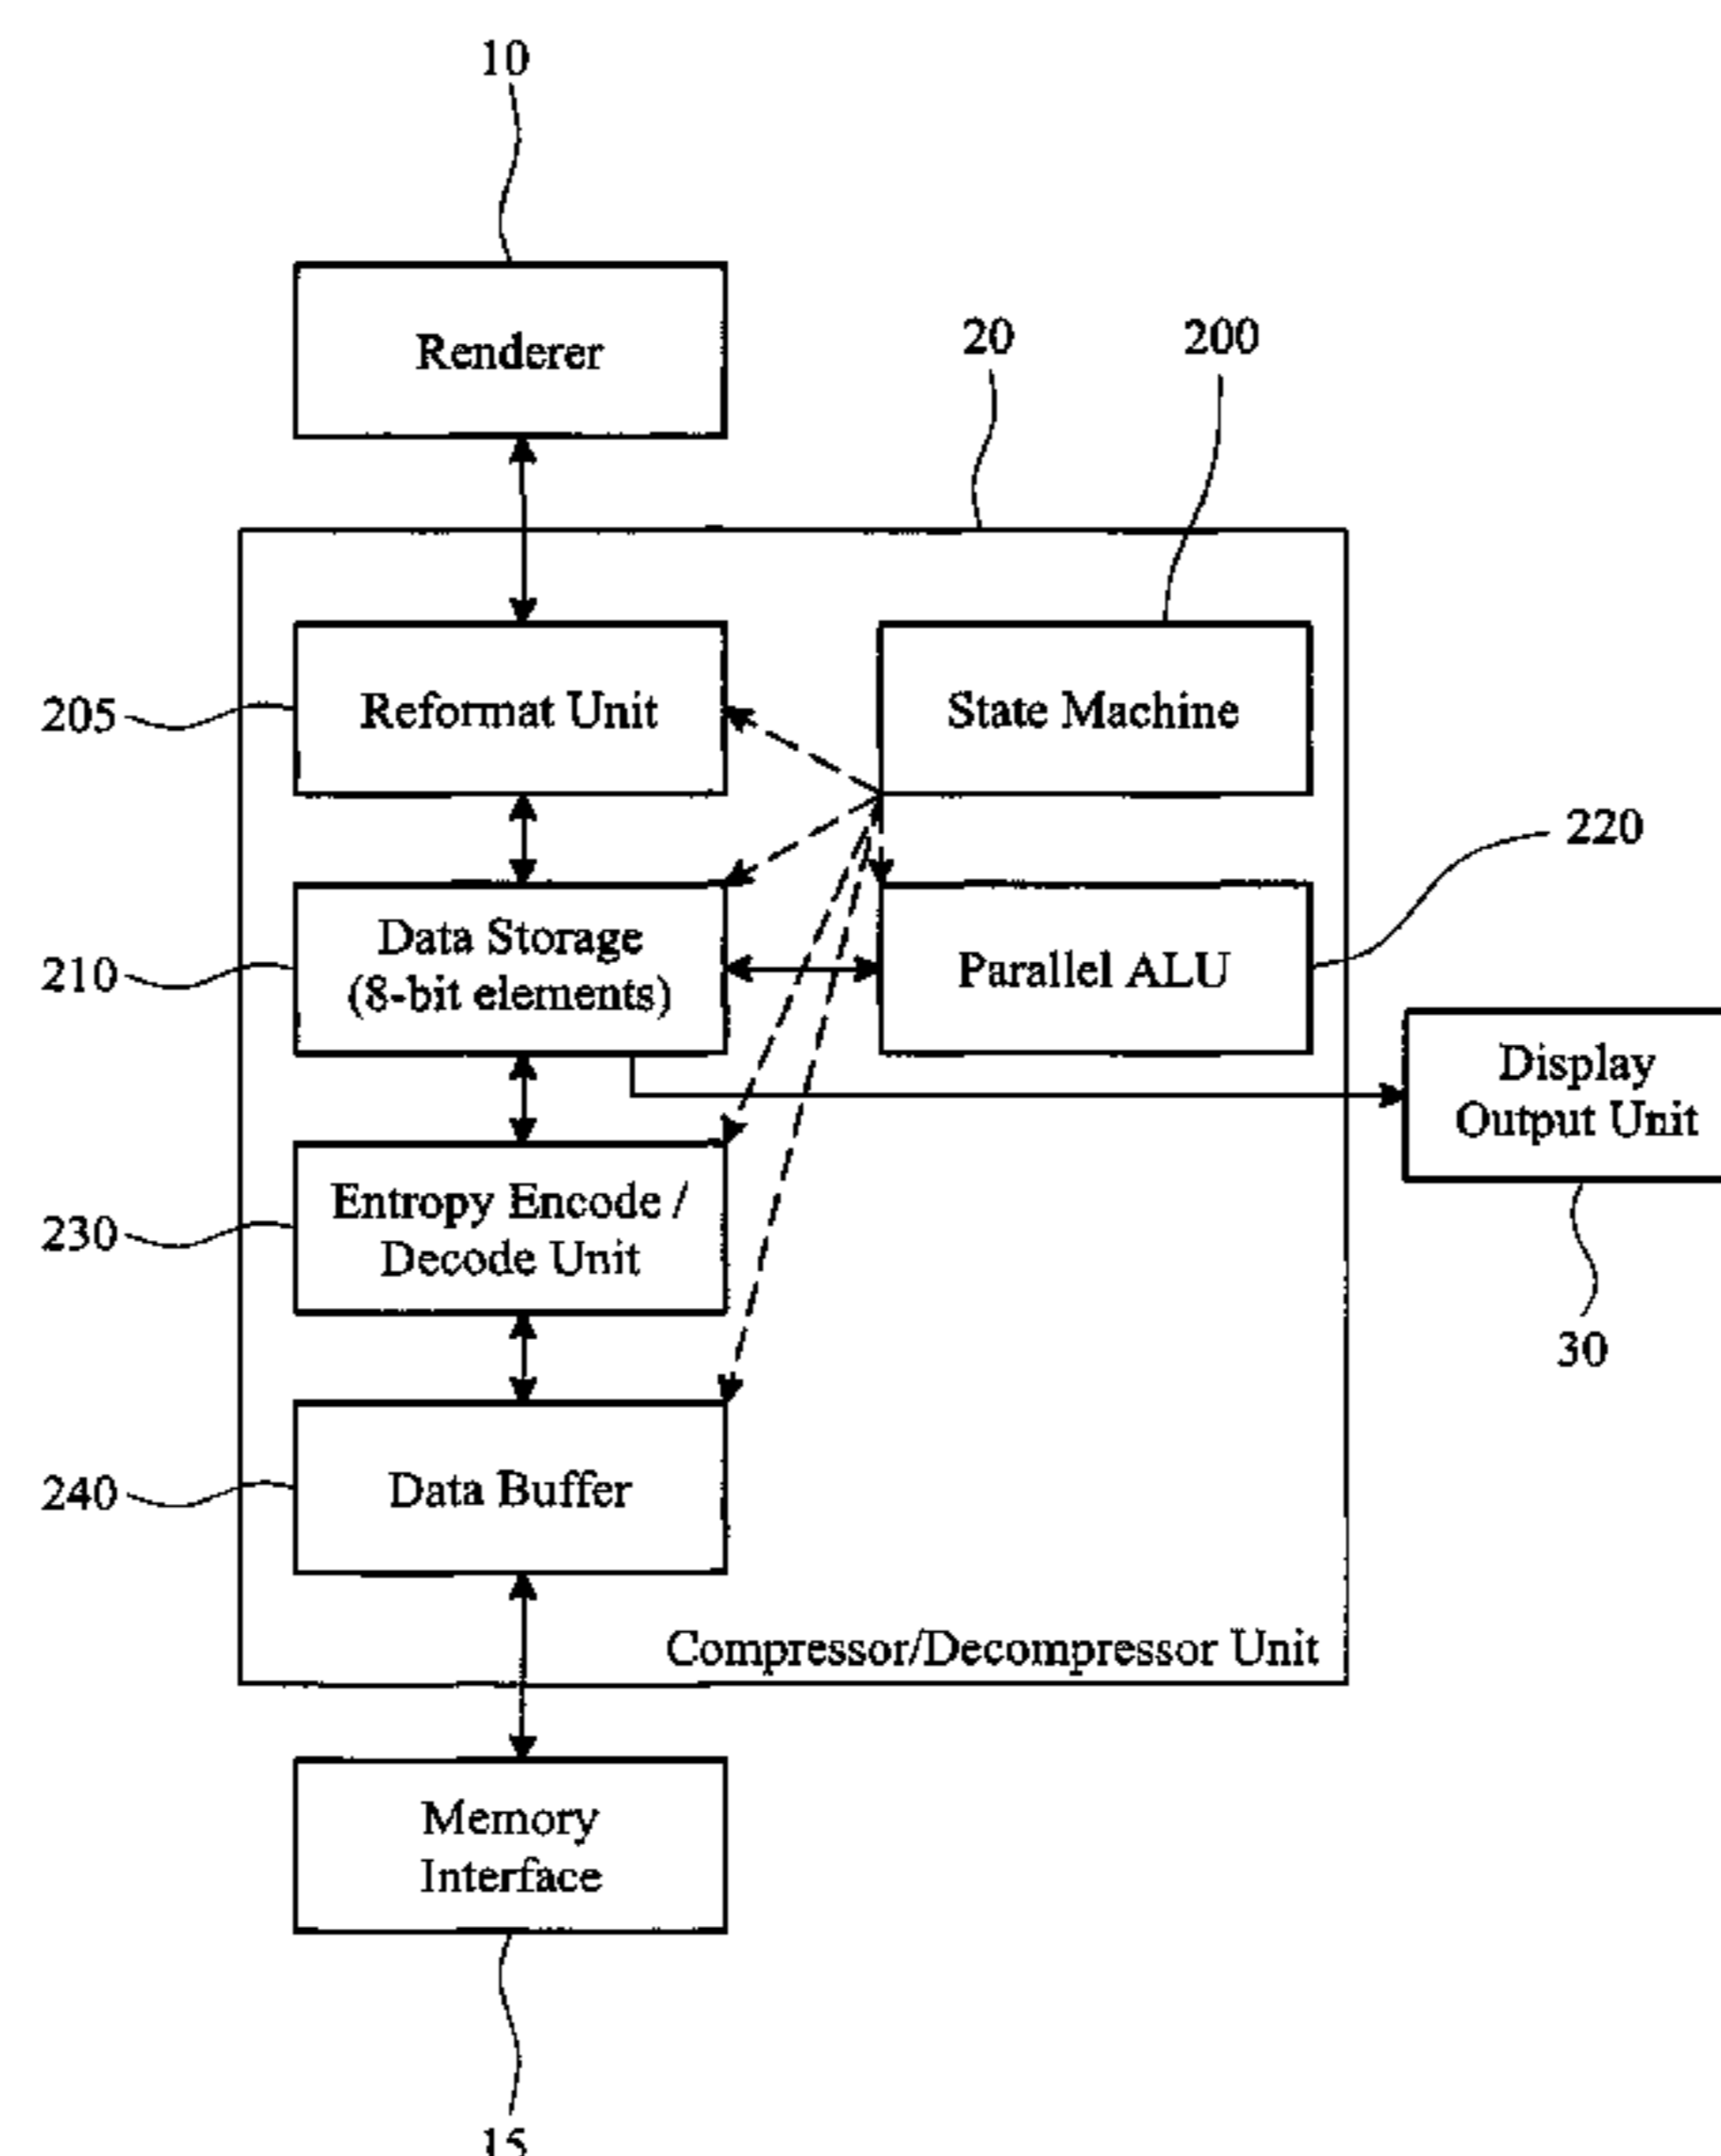 10
Renderer
20
200
205
Reformat Unit
State Machine
220
210
Data Storage
(8-bit elements)
Parallel ALU
Display
Output Unit
230
Entropy Encode /
Decode Unit
30
240
Data Buffer
Compressor/Decompressor Unit
Memory
Interface
15